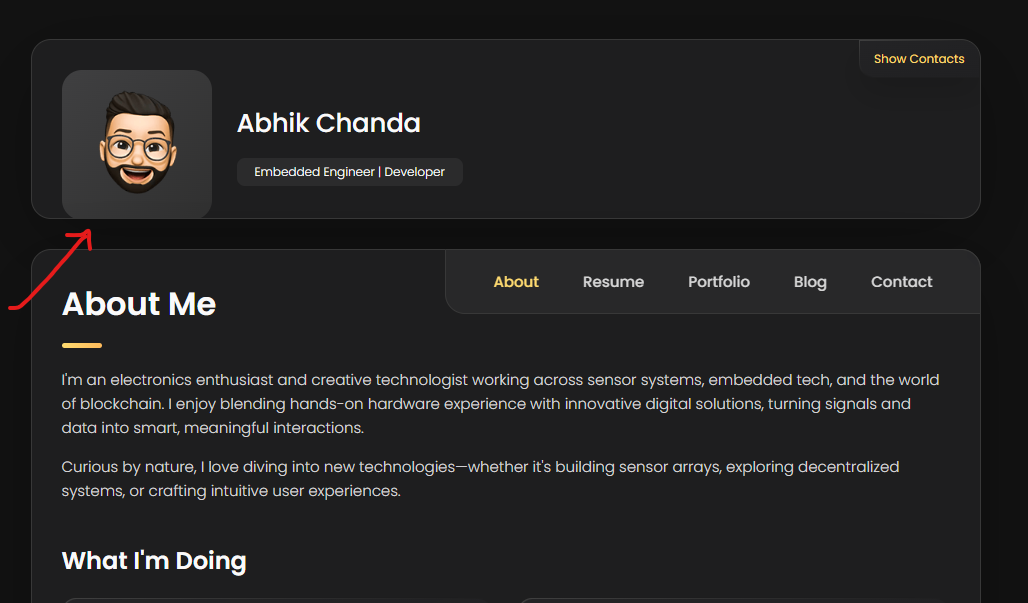 Show Contacts
Abhik Chanda
Embedded Engineer | Developer
About Resume Portfolio Blog Contact
About Me
I'm an electronics enthusiast and creative technologist working across sensor systems, embedded tech, and the world
of blockchain. I enjoy blending hands-on hardware experience with innovative digital solutions, turning signals and
data into smart, meaningful interactions.
Curious by nature, I love diving into new technologies—whether it's building sensor arrays, exploring decentralized
systems, or crafting intuitive user experiences.
What I'm Doing